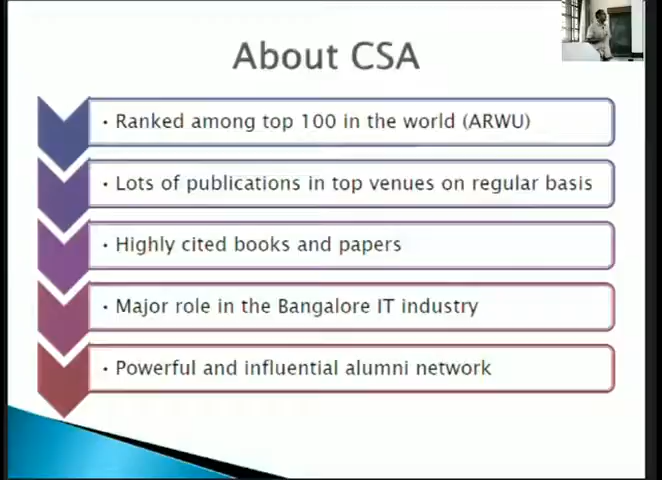 About CSA
• Ranked among top 100 in the world (ARWU)
• Lots of publications in top venues on regular basis
• Highly cited books and papers
• Major role in the Bangalore IT industry
• Powerful and influential alumni network